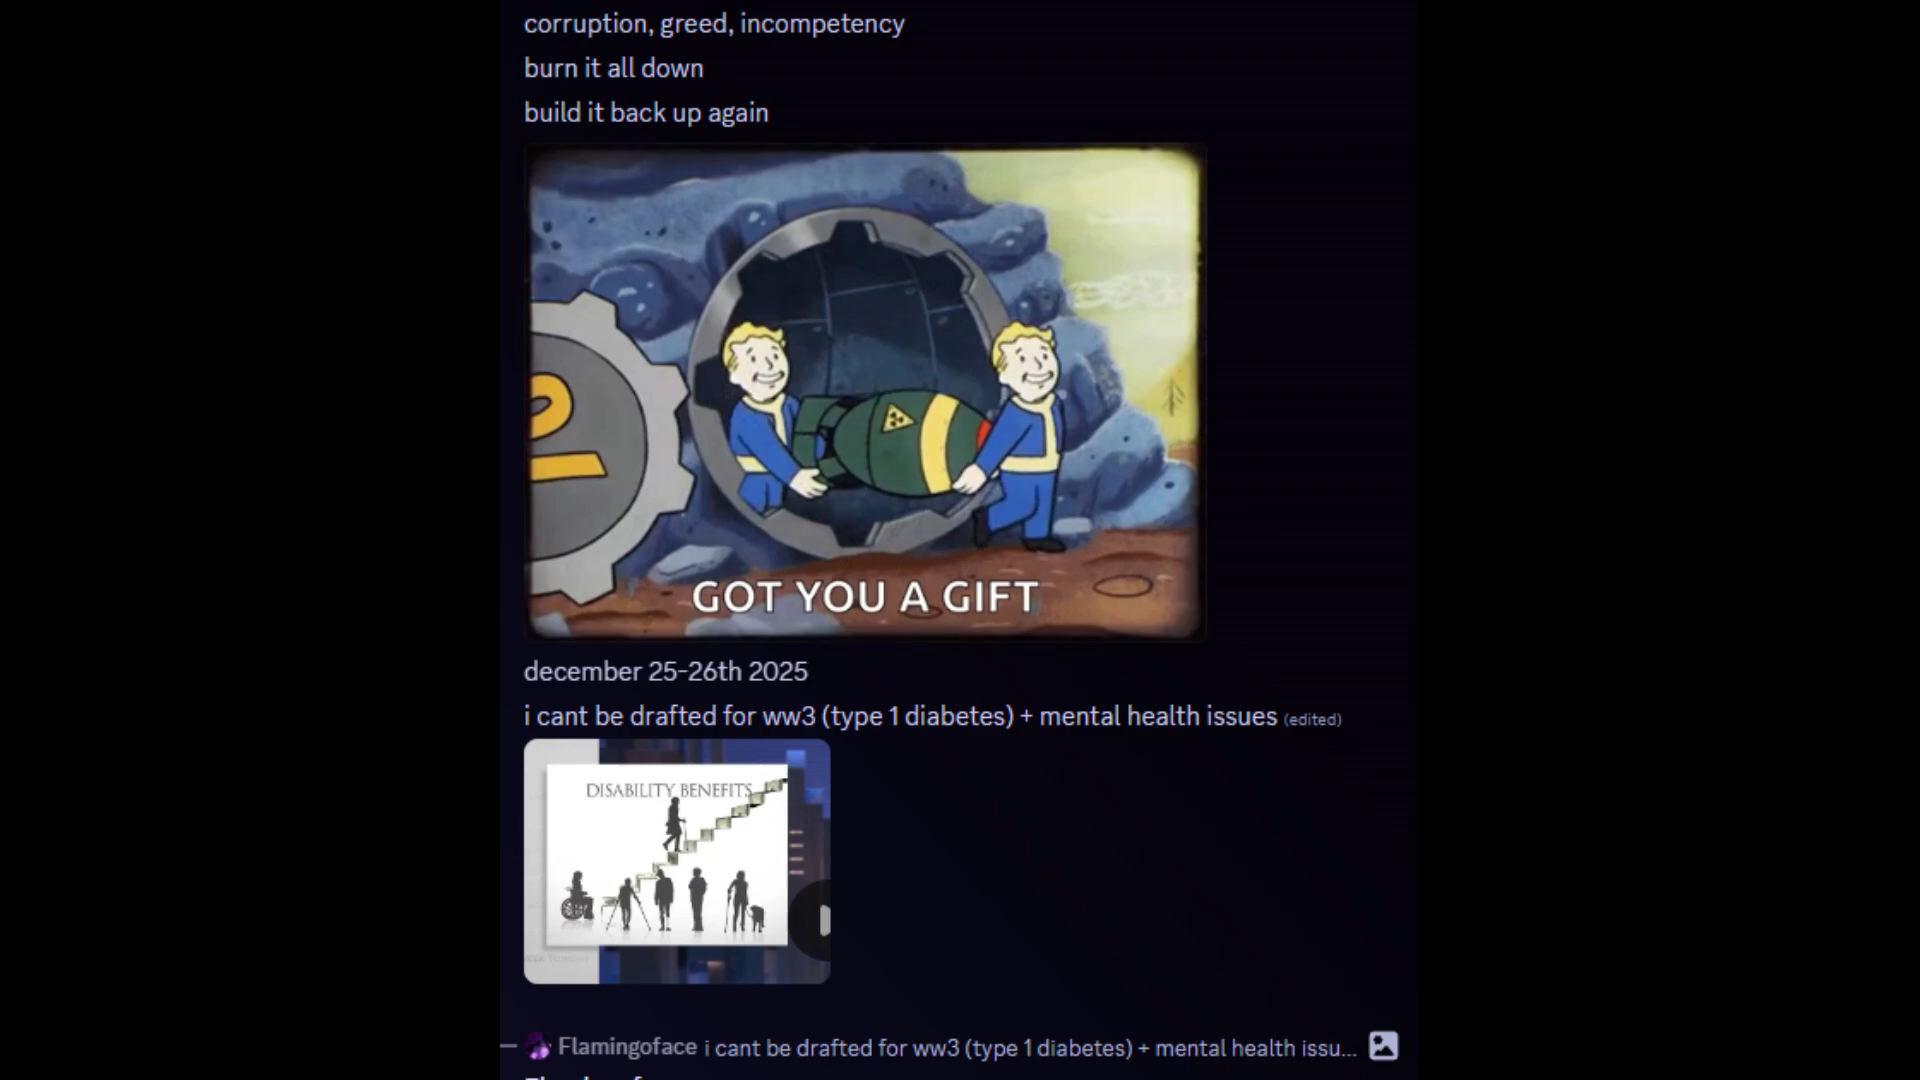 corruption, greed, incompetency
burn it all down
build it back up again
GOT YOU A GIFT
december 25-26th 2025
i cant be drafted for ww3 (type 1 diabetes) + mental health issues (edited)
DISABILITY BENEFITS
Flamingoface i cant be drafted for ww3 (type 1 diabetes) + mental health issu...